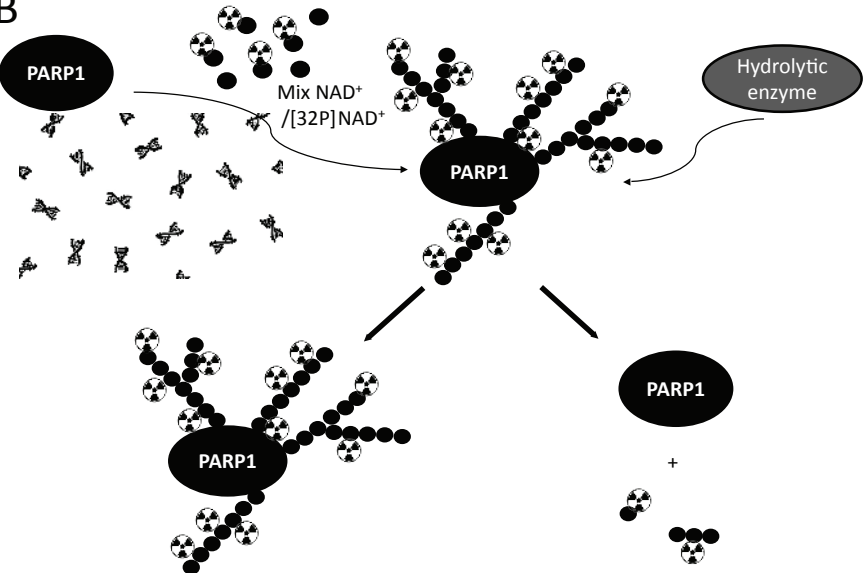 B
PARP1
Mix NAD⁺
/[32P]NAD⁺
PARP1
Hydrolytic
enzyme
PARP1
PARP1
+